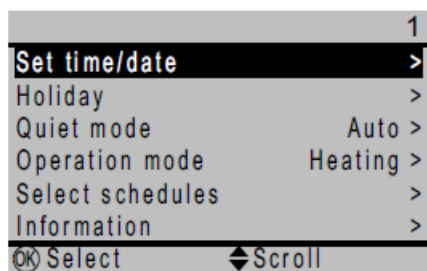 1
Set time/date >
Holiday >
Quiet mode Auto >
Operation mode Heating >
Select schedules >
Information >
OK Select Scroll